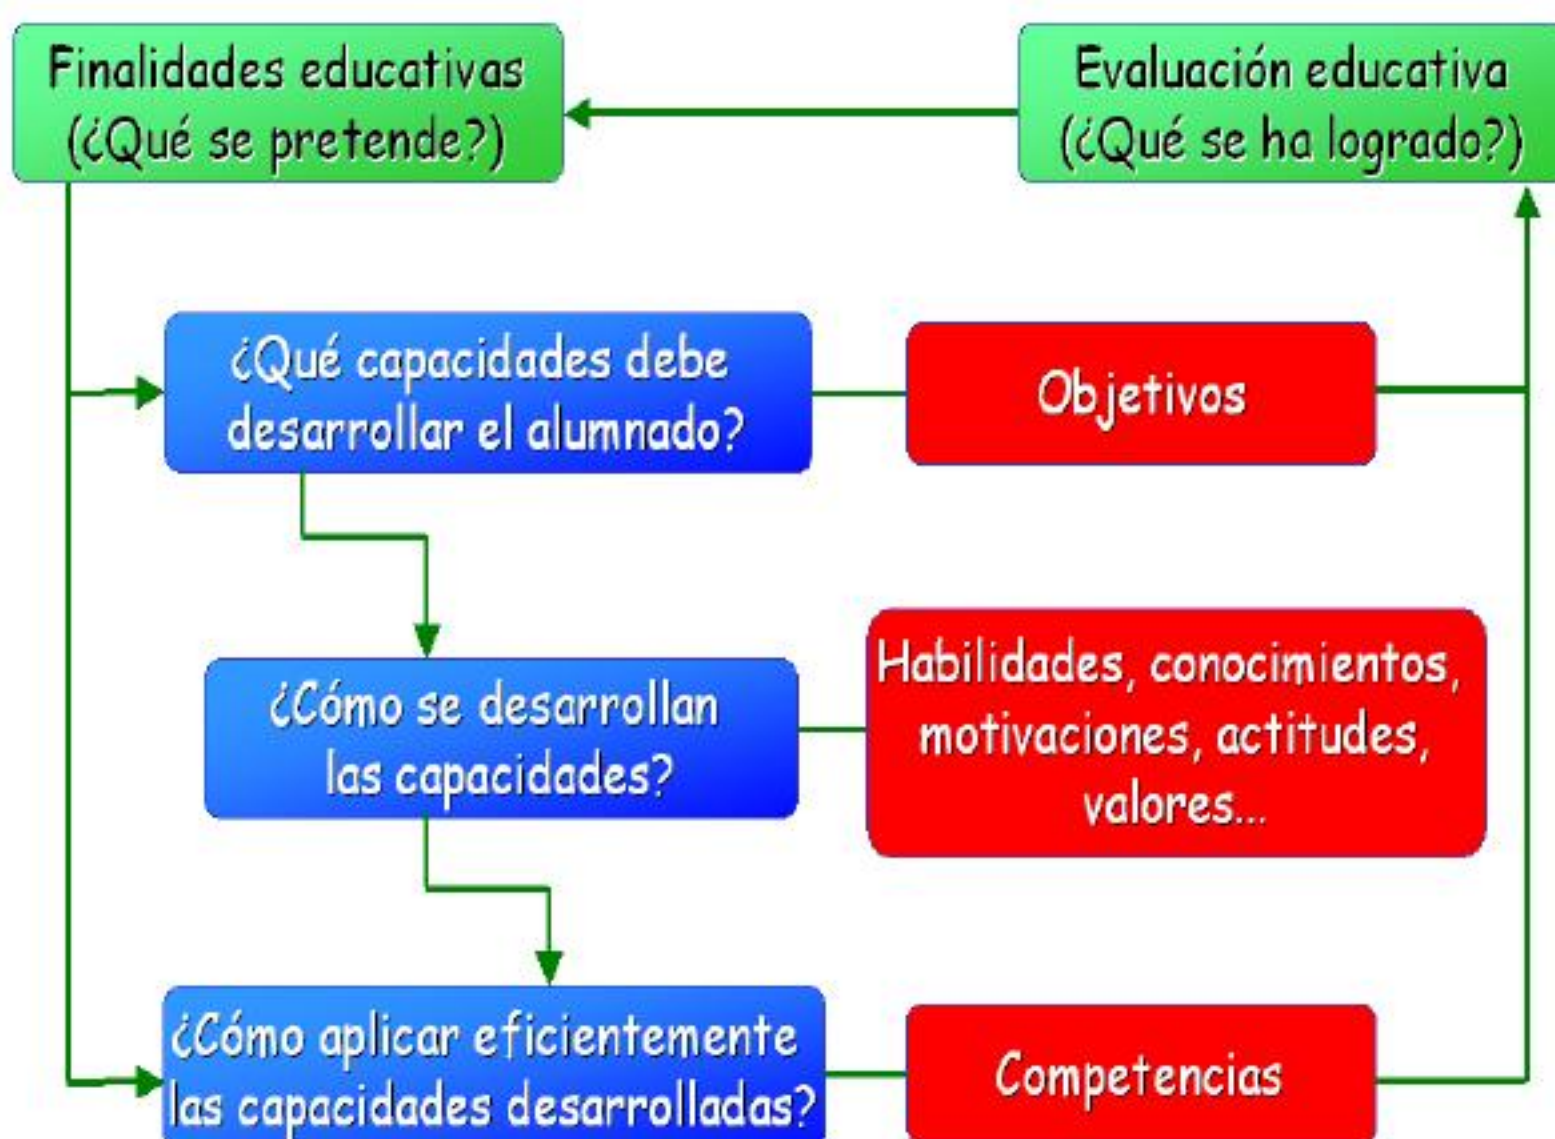 Finalidades educativas
(¿Qué se pretende?)
Evaluación educativa
(¿Qué se ha logrado?)
¿Qué capacidades debe
desarrollar el alumnado?
Objetivos
¿Cómo se desarrollan
las capacidades?
Habilidades, conocimientos,
motivaciones, actitudes,
valores...
¿Cómo aplicar eficientemente
las capacidades desarrolladas?
Competencias